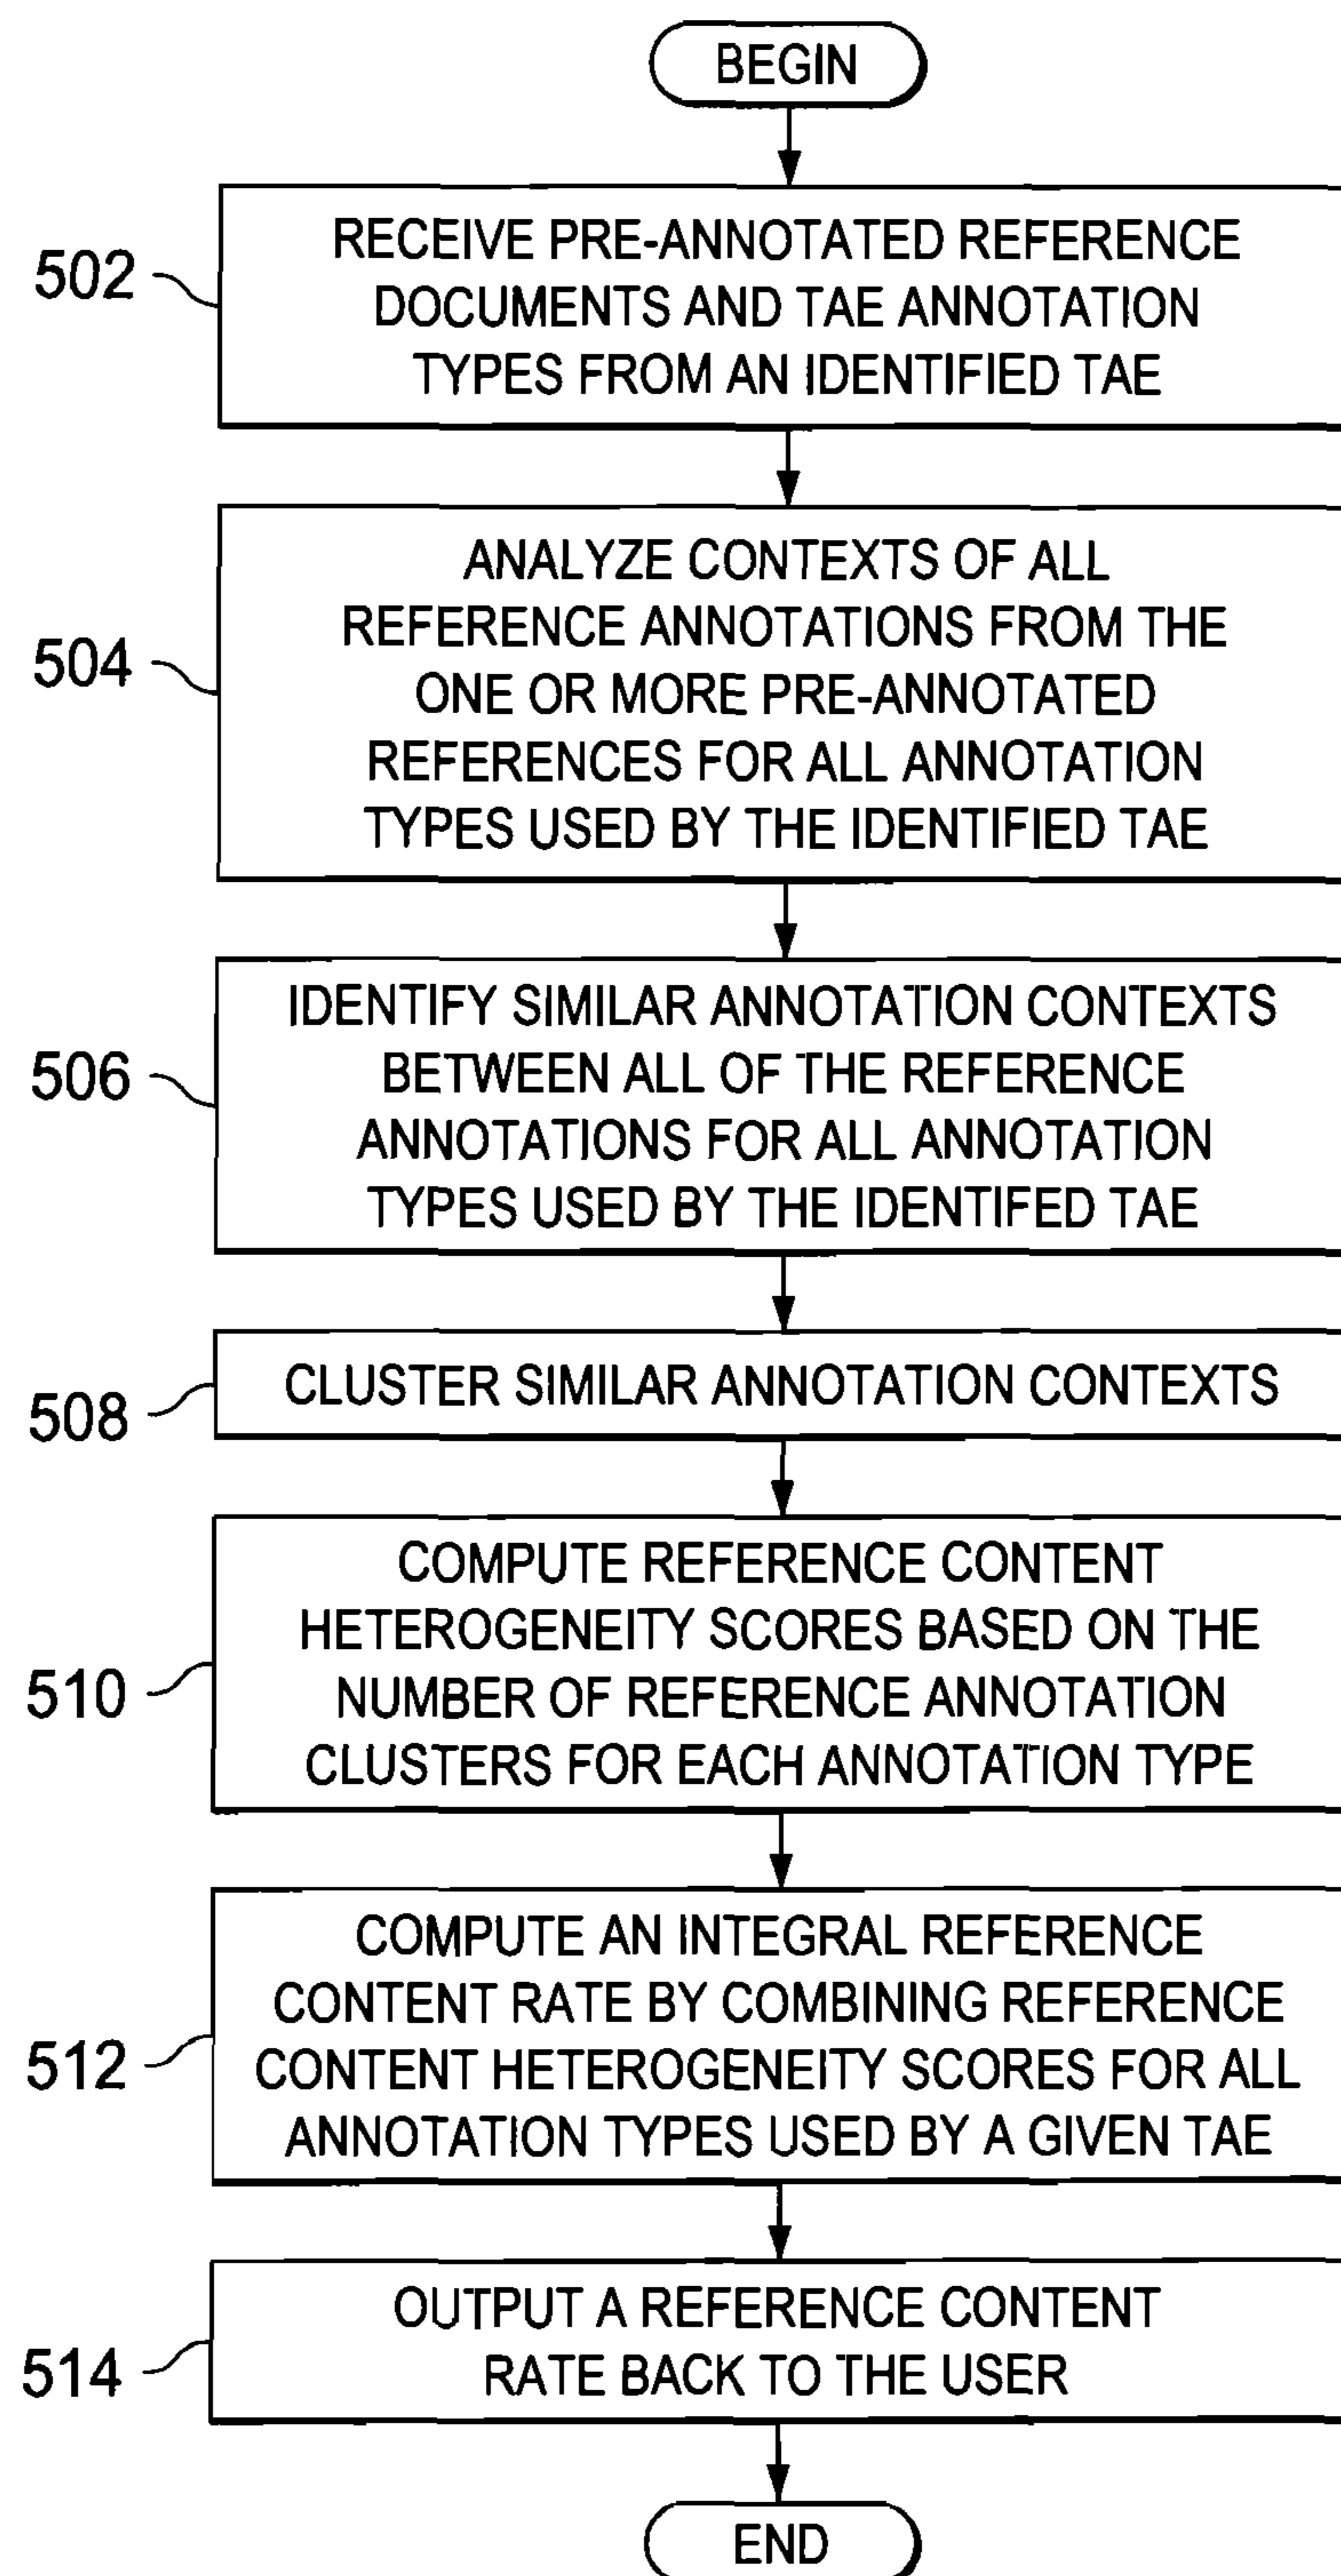 BEGIN
502
RECEIVE PRE-ANNOTATED REFERENCE
DOCUMENTS AND TAE ANNOTATION
TYPES FROM AN IDENTIFIED TAE
504
ANALYZE CONTEXTS OF ALL
REFERENCE ANNOTATIONS FROM THE
ONE OR MORE PRE-ANNOTATED
REFERENCES FOR ALL ANNOTATION
TYPES USED BY THE IDENTIFIED TAE
506
IDENTIFY SIMILAR ANNOTATION CONTEXTS
BETWEEN ALL OF THE REFERENCE
ANNOTATIONS FOR ALL ANNOTATION
TYPES USED BY THE IDENTIFED TAE
508
CLUSTER SIMILAR ANNOTATION CONTEXTS
510
COMPUTE REFERENCE CONTENT
HETEROGENEITY SCORES BASED ON THE
NUMBER OF REFERENCE ANNOTATION
CLUSTERS FOR EACH ANNOTATION TYPE
512
COMPUTE AN INTEGRAL REFERENCE
CONTENT RATE BY COMBINING REFERENCE
CONTENT HETEROGENEITY SCORES FOR ALL
ANNOTATION TYPES USED BY A GIVEN TAE
514
OUTPUT A REFERENCE CONTENT
RATE BACK TO THE USER
END